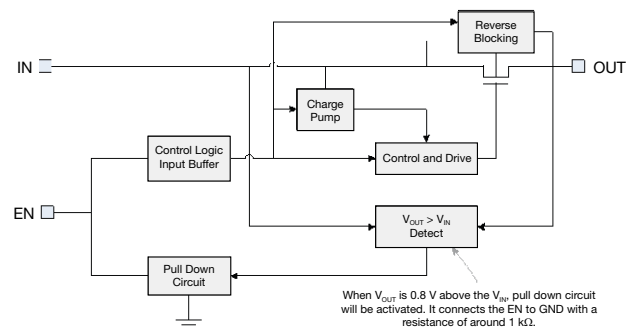 Reverse
Blocking
IN
OUT
Charge
Pump
Control Logic
Input Buffer
Control and Drive
EN
VOUT > VIN
Detect
Pull Down
Circuit
When VOUT is 0.8 V above the VIN, pull down circuit
will be activated. It connects the EN to GND with a
resistance of around 1 kΩ.